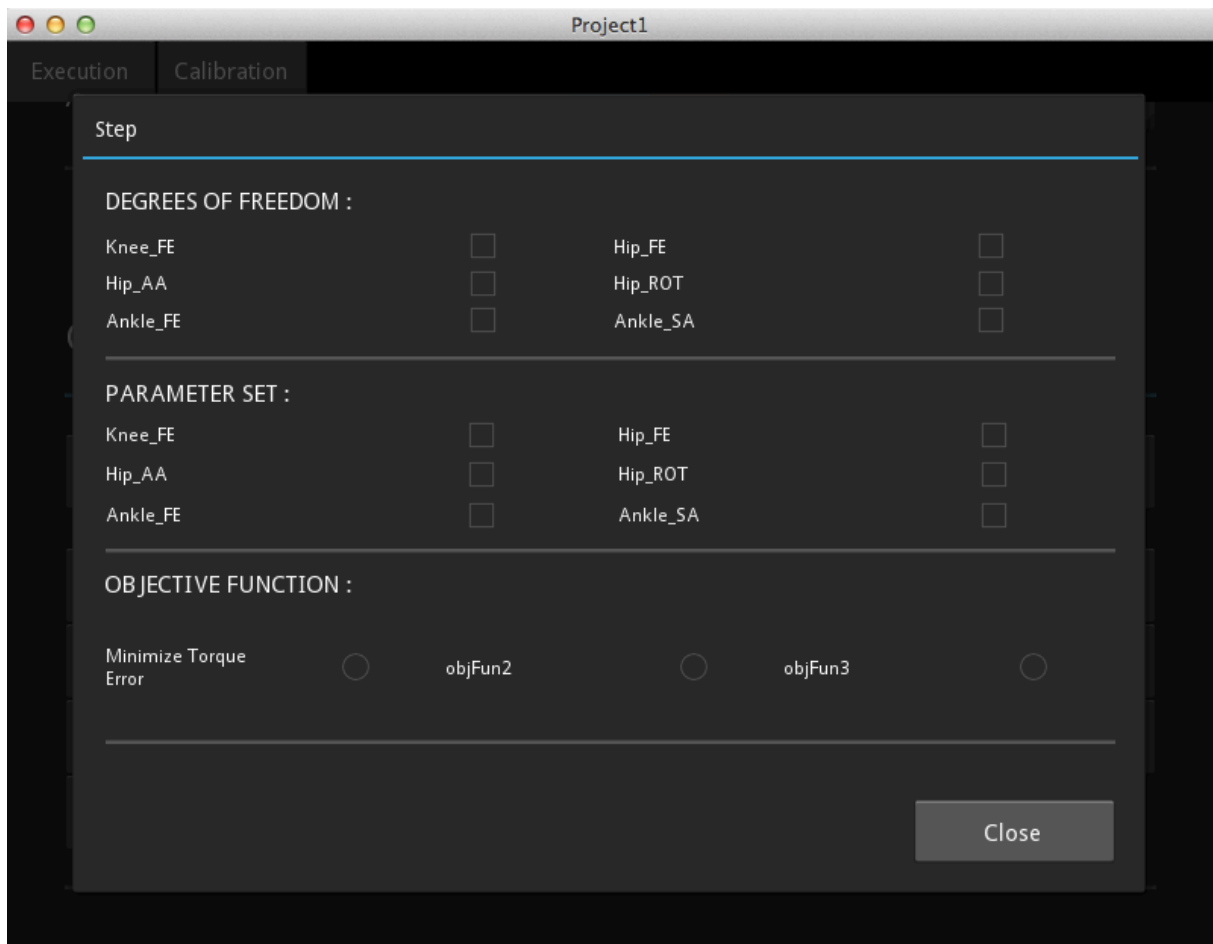 Project1
Execution Calibration
Step
DEGREES OF FREEDOM :
Knee_FE Hip_FE
Hip_AA Hip_ROT
Ankle_FE Ankle_SA
PARAMETER SET :
Knee_FE Hip_FE
Hip_AA Hip_ROT
Ankle_FE Ankle_SA
OBJECTIVE FUNCTION :
Minimize Torque
Error
objFun2 objFun3
Close